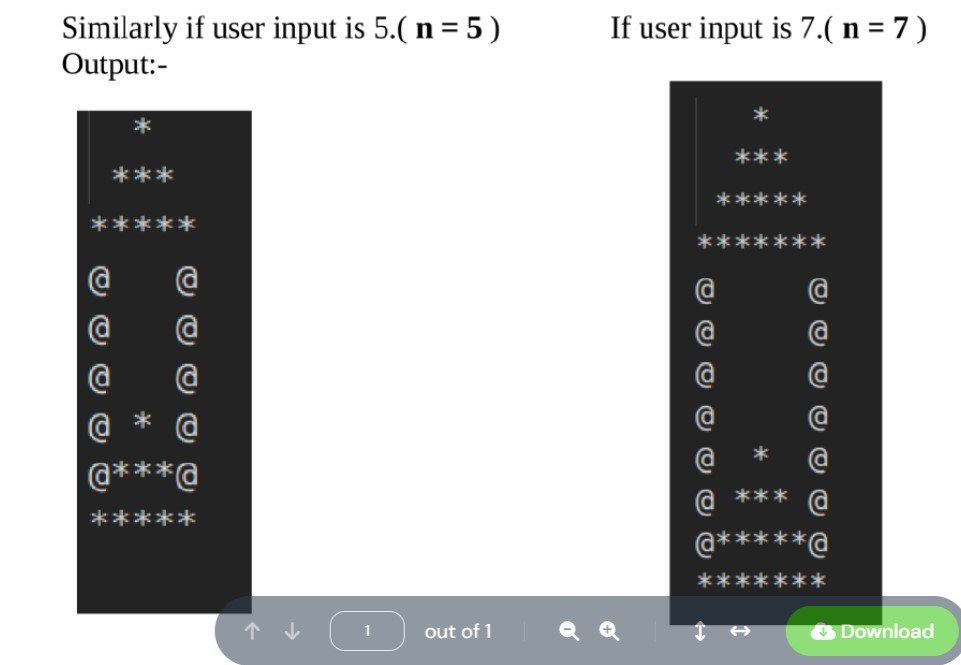 Similarly if user input is 5.( n = 5 )
Output:-
  *
 ***
*****
@   @
@   @
@   @
@ * @
@***@
*****
If user input is 7.( n = 7 )
   *
  ***
 *****
*******
@     @
@     @
@     @
@     @
@  *  @
@ *** @
@*****@
*******
1 out of 1 Download